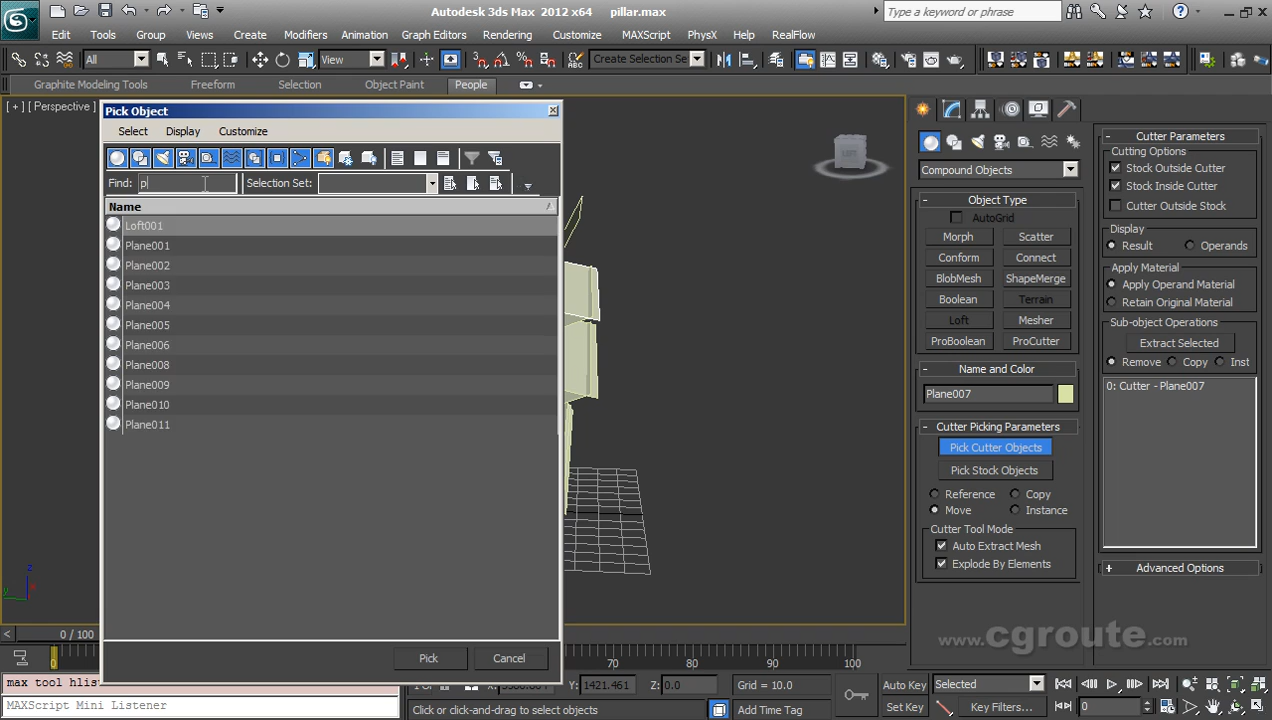 Autodesk 3ds Max 2012 x64 pillar.max
Type a keyword or phrase
Edit Tools Group Views Create Modifiers Animation Graph Editors Rendering Customize MAXScript PhysX Help RealFlow
All View Create Selection Se
Graphite Modeling Tools Freeform Selection Object Paint People
[ + ] [ Perspective ]
Pick Object
Select Display Customize
Find: p Selection Set:
Name
Loft001
Plane001
Plane002
Plane003
Plane004
Plane005
Plane006
Plane008
Plane009
Plane010
Plane011
Pick Cancel
LEFT
Compound Objects
- Object Type
AutoGrid
Morph Scatter
Conform Connect
BlobMesh ShapeMerge
Boolean Terrain
Loft Mesher
ProBoolean ProCutter
- Name and Color
Plane007
- Cutter Picking Parameters
Pick Cutter Objects
Pick Stock Objects
Reference Copy
Move Instance
Cutter Tool Mode
Auto Extract Mesh
Explode By Elements
- Cutter Parameters
Cutting Options
Stock Outside Cutter
Stock Inside Cutter
Cutter Outside Stock
Display
Result Operands
Apply Material
Apply Operand Material
Retain Original Material
Sub-object Operations
Extract Selected
Remove Copy Inst
0: Cutter - Plane007
+ Advanced Options
www.cgroute.com
z
y
x
< 0 / 100
0 70 80 90 100
max tool hlis
MAXScript Mini Listener
Y: 1421.461 Z: 0.0 Grid = 10.0
Click or click-and-drag to select objects Add Time Tag
Auto Key Selected
Set Key Key Filters... 0